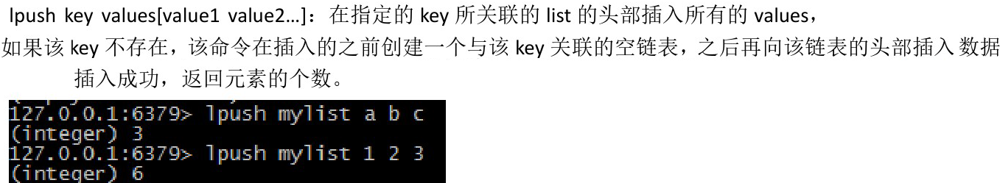 lpush key values[value1 value2…]：在指定的 key 所关联的 list 的头部插入所有的 values，
如果该 key 不存在，该命令在插入的之前创建一个与该 key 关联的空链表，之后再向该链表的头部插入 数据
插入成功，返回元素的个数。
127.0.0.1:6379> lpush mylist a b c
(integer) 3
127.0.0.1:6379> lpush mylist 1 2 3
(integer) 6